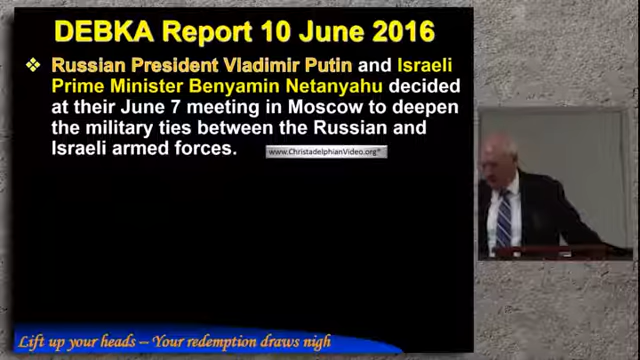 DEBKA Report 10 June 2016
❖ Russian President Vladimir Putin and Israeli
Prime Minister Benyamin Netanyahu decided
at their June 7 meeting in Moscow to deepen
the military ties between the Russian and
Israeli armed forces.
www.ChristadelphianVideo.org®
Lift up your heads – Your redemption draws nigh